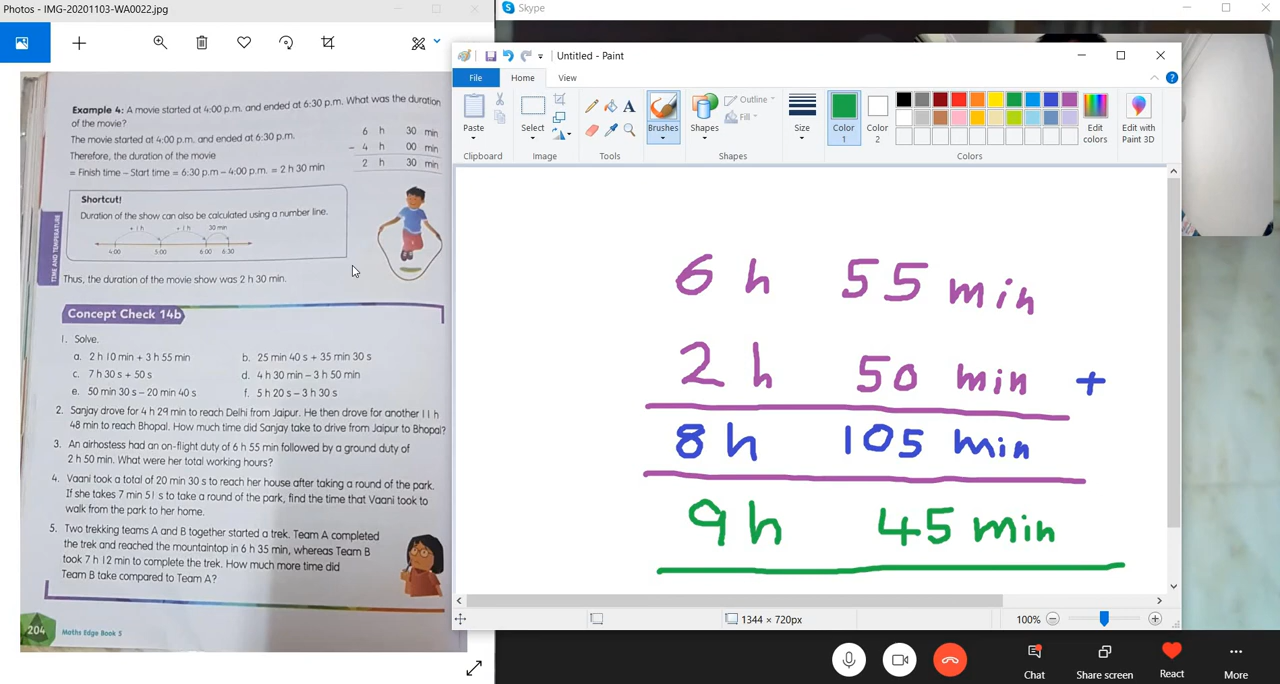 Photos - IMG-20201103-WA0022.jpg
Skype
Untitled - Paint
File
Home
View
Paste
Select
Brushes
Shapes
Outline
Fill
Size
Color
1
Color
2
Edit
colors
Edit with
Paint 3D
Clipboard
Image
Tools
Shapes
Colors
Example 4: A movie started at 4:00 p.m. and ended at 6:30 p.m. What was the duration
of the movie?
The movie started at 4:00 p.m. and ended at 6:30 p.m.
Therefore, the duration of the movie
= Finish time – Start time = 6:30 p.m – 4:00 p.m. = 2 h 30 min
6 h 30 min
– 4 h 00 min
2 h 30 min
Shortcut!
Duration of the show can also be calculated using a number line.
+ 1 h + 1 h 30 min
4:00 5:00 6:00 6:30
TIME AND TEMPERATURE
Thus, the duration of the movie show was 2 h 30 min.
Concept Check 14b
1. Solve.
a. 2 h 10 min + 3 h 55 min b. 25 min 40 s + 35 min 30 s
c. 7 h 30 s + 50 s d. 4 h 30 min – 3 h 50 min
e. 50 min 30 s – 20 min 40 s f. 5 h 20 s – 3 h 30 s
2. Sanjay drove for 4 h 29 min to reach Delhi from Jaipur. He then drove for another 11 h
48 min to reach Bhopal. How much time did Sanjay take to drive from Jaipur to Bhopal?
3. An airhostess had an on-flight duty of 6 h 55 min followed by a ground duty of
2 h 50 min. What were her total working hours?
4. Vaani took a total of 20 min 30 s to reach her house after taking a round of the park.
If she takes 7 min 51 s to take a round of the park, find the time that Vaani took to
walk from the park to her home.
5. Two trekking teams A and B together started a trek. Team A completed
the trek and reached the mountaintop in 6 h 35 min, whereas Team B
took 7 h 12 min to complete the trek. How much more time did
Team B take compared to Team A?
204
Maths Edge Book 5
6 h 55 min
2 h 50 min +
8 h 105 min
9 h 45 min
1344 × 720px
100%
Chat
Share screen
React
More